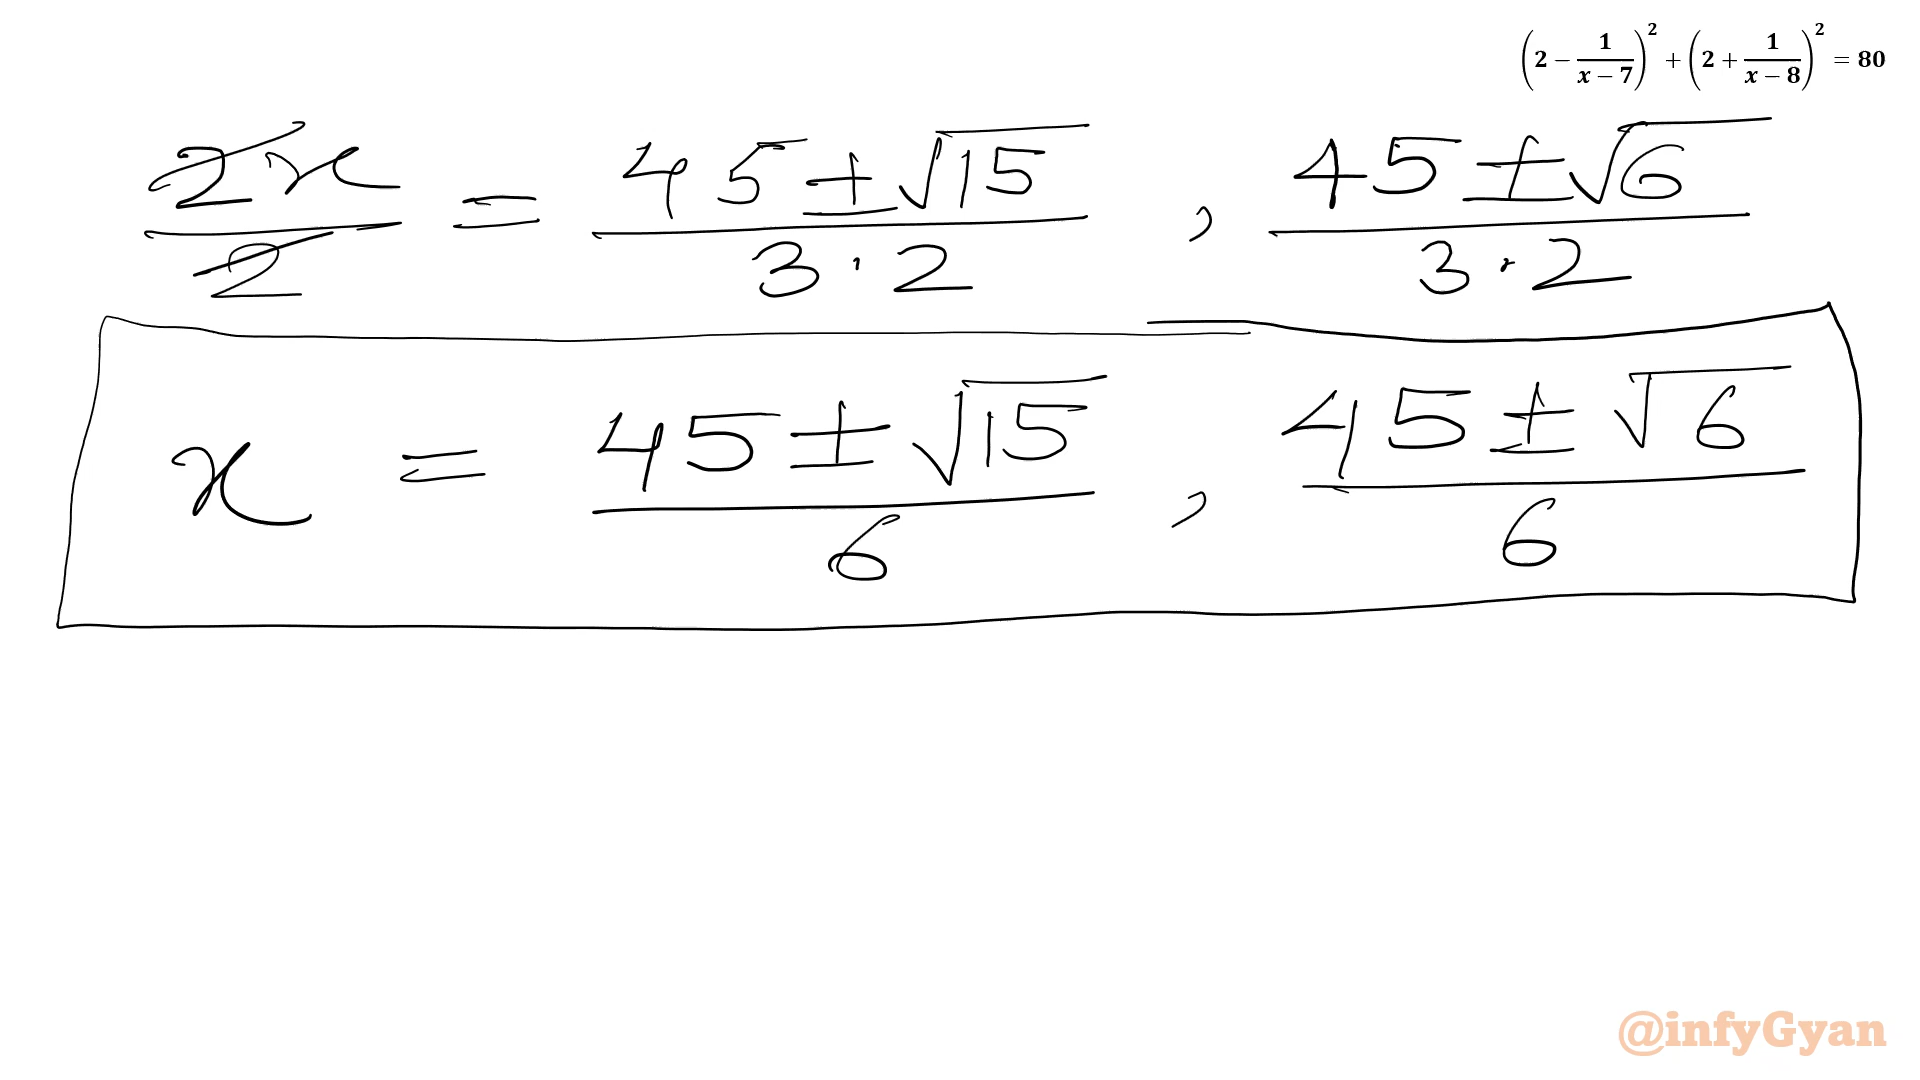 (2 − 1/(x − 7))² + (2 + 1/(x − 8))² = 80
2x/2 = (45 ± √15)/(3 · 2) , (45 ± √6)/(3 · 2)
x = (45 ± √15)/6 , (45 ± √6)/6
@infyGyan